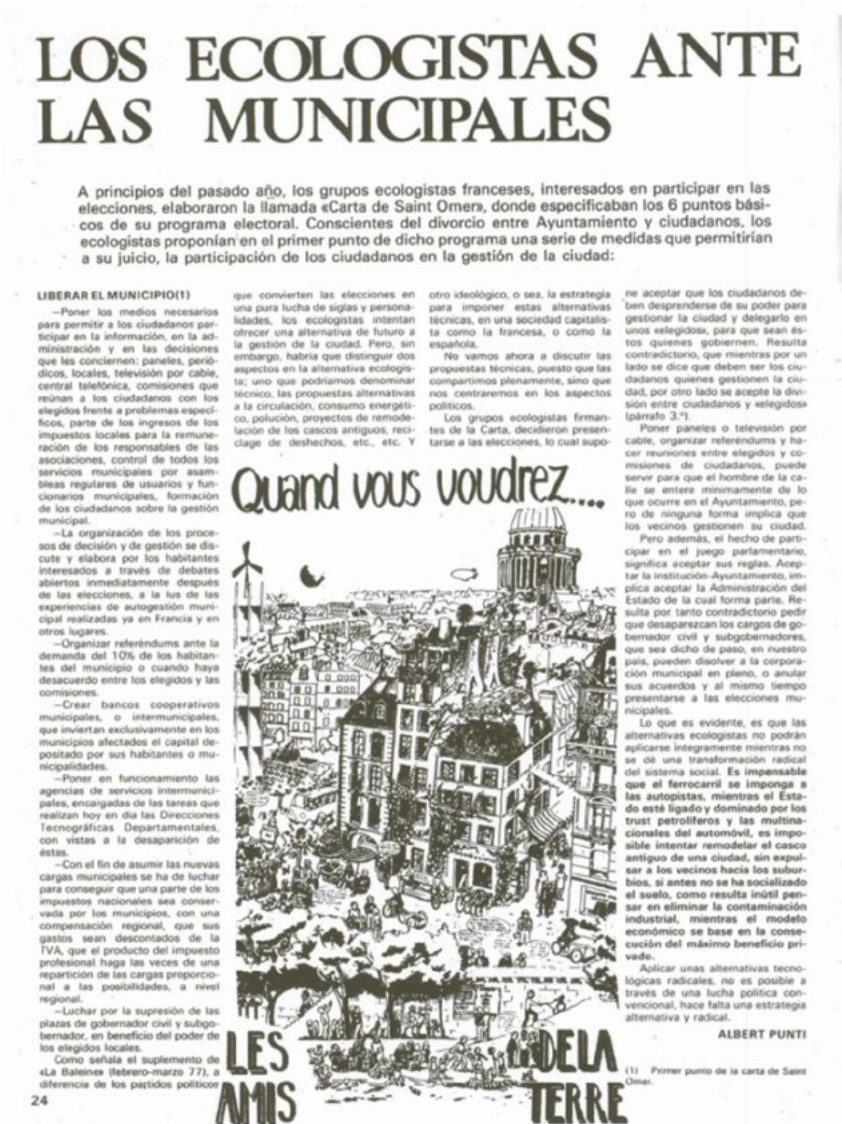 LOS ECOLOGISTAS ANTE
LAS MUNICIPALES
A principios del pasado año, los grupos ecologistas franceses, interesados en participar en las
elecciones, elaboraron la llamada «Carta de Saint Omer», donde especificaban los 6 puntos bási-
cos de su programa electoral. Conscientes del divorcio entre Ayuntamiento y ciudadanos, los
ecologistas proponían en el primer punto de dicho programa una serie de medidas que permitirían
a su juicio, la participación de los ciudadanos en la gestión de la ciudad:
LIBERAR EL MUNICIPIO(1)
—Poner los medios necesarios
para permitir a los ciudadanos par-
ticipar en la información, en la ad-
ministración y en las decisiones
que les conciernen: paneles, perió-
dicos, locales, televisión por cable,
central telefónica, comisiones que
reúnan a los ciudadanos con los
elegidos frente a problemas especí-
ficos, parte de los ingresos de los
impuestos locales para la remune-
ración de los responsables de las
asociaciones, control de todos los
servicios municipales por asam-
bleas regulares de usuarios y fun-
cionarios municipales, formación
de los ciudadanos sobre la gestión
municipal.
—La organización de los proce-
sos de decisión y de gestión se dis-
cute y elabora por los habitantes
interesados a través de debates
abiertos inmediatamente después
de las elecciones, a la lus de las
experiencias de autogestión muni-
cipal realizadas ya en Francia y en
otros lugares.
—Organizar referéndums ante la
demanda del 10% de los habitan-
tes del municipio o cuando haya
desacuerdo entre los elegidos y las
comisiones.
—Crear bancos cooperativos
municipales, o intermunicipales,
que inviertan exclusivamente en los
municipios afectados el capital de-
positado por sus habitantes o mu-
nicipalidades.
—Poner en funcionamiento las
agencias de servicios intermunici-
pales, encargadas de las tareas que
realizan hoy en dia las Direcciones
Tecnográficas Departamentales,
con vistas a la desaparición de
éstas.
—Con el fin de asumir las nuevas
cargas municipales se ha de luchar
para conseguir que una parte de los
impuestos nacionales sea conser-
vada por los municipios, con una
compensación regional, que sus
gastos sean descontados de la
TVA, que el producto del impuesto
profesional haga las veces de una
repartición de las cargas proporcio-
nal a las posibilidades, a nivel
regional.
—Luchar por la supresión de las
plazas de gobernador civil y subgo-
bernador, en beneficio del poder de
los elegidos locales.
Como señala el suplemento de
«La Baleine» (febrero-marzo 77), a
diferencia de los partidos políticos
que convierten las elecciones en
una pura lucha de siglas y persona-
lidades, los ecologistas intentan
ofrecer una alternativa de futuro a
la gestión de la ciudad. Pero, sin
embargo, habria que distinguir dos
aspectos en la alternativa ecologis-
ta; uno que podriamos denominar
técnico, las propuestas alternativas
a la circulación, consumo energéti-
co, polución, proyectos de remode-
lación de los cascos antiguos, reci-
clage de deshechos, etc., etc. Y
otro ideológico, o sea, la estrategia
para imponer estas alternativas
técnicas, en una sociedad capitalis-
ta como la francesa, o como la
española.
No vamos ahora a discutir las
propuestas técnicas, puesto que las
compartimos plenamente, sino que
nos centraremos en los aspectos
políticos.
Los grupos ecologistas firman-
tes de la Carta, decidieron presen-
tarse a las elecciones, lo cual supo-
ne aceptar que los ciudadanos de-
ben desprenderse de su poder para
gestionar la ciudad y delegarlo en
unos «elegidos», para que sean és-
tos quienes gobiernen. Resulta
contradictorio, que mientras por un
lado se dice que deben ser los ciu-
dadanos quienes gestionen la ciu-
dad, por otro lado se acepte la divi-
sión entre ciudadanos y «elegidos»
(párrafo 3.º).
Poner paneles o televisión por
cable, organizar referéndums y ha-
cer reuniones entre elegidos y co-
misiones de ciudadanos, puede
servir para que el hombre de la ca-
lle se entere minimamente de lo
que ocurre en el Ayuntamiento, pe-
ro de ninguna forma implica que
los vecinos gestionen su ciudad.
Pero además, el hecho de parti-
cipar en el juego parlamentario,
significa aceptar sus reglas. Acep-
tar la institución-Ayuntamiento, im-
plica aceptar la Administración del
Estado de la cual forma parte. Re-
sulta por tanto contradictorio pedir
que desaparezcan los cargos de go-
bernador civil y subgobernadores,
que sea dicho de paso, en nuestro
país, pueden disolver a la corpora-
ción municipal en pleno, o anular
sus acuerdos y al mismo tiempo
presentarse a las elecciones mu-
nicipales.
Lo que es evidente, es que las
alternativas ecologistas no podrán
aplicarse integramente mientras no
se dé una transformación radical
del sistema social. Es impensable
que el ferrocarril se imponga a
las autopistas, mientras el Esta-
do esté ligado y dominado por los
trust petrolíferos y las multina-
cionales del automóvil, es impo-
sible intentar remodelar el casco
antiguo de una ciudad, sin expul-
sar a los vecinos hacia los subur-
bios, si antes no se ha socializado
el suelo, como resulta inútil pen-
sar en eliminar la contaminación
industrial, mientras el modelo
económico se base en la conse-
cución del máximo beneficio pri-
vado.
Aplicar unas alternativas tecno-
lógicas radicales, no es posible a
través de una lucha politica con-
vencional, hace falta una estrategia
alternativa y radical.
ALBERT PUNTI
(1) Primer punto de la carta de Saint
Omer.
Quand vous voudrez....
LES AMIS
DE LA TERRE
24